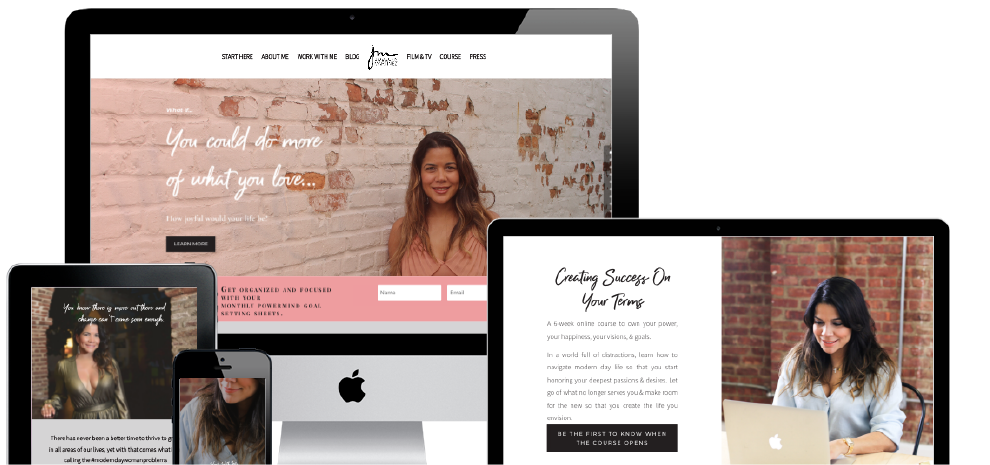 START HERE ABOUT ME WORK WITH ME BLOG FILM & TV COURSE PRESS
WHAT IF...
You could do more
of what you love...
How joyful would your life be?
LEARN MORE
GET ORGANIZED AND FOCUSED
WITH YOUR
MONTHLY POWERMIND GOAL
SETTING SHEETS.
Name Email
You know there is more out there and
change can't come soon enough.
There has never been a better time to thrive to
in all areas of our lives, yet with that comes what
calling the #moderndaywomanproblems
Creating Success On
Your Terms
A 6-week online course to own your power,
your happiness, your visions, & goals.
In a world full of distractions, learn how to
navigate modern day life so that you start
honoring your deepest passions & desires. Let
go of what no longer serves you & make room
for the new so that you create the life you
envision.
BE THE FIRST TO KNOW WHEN
THE COURSE OPENS